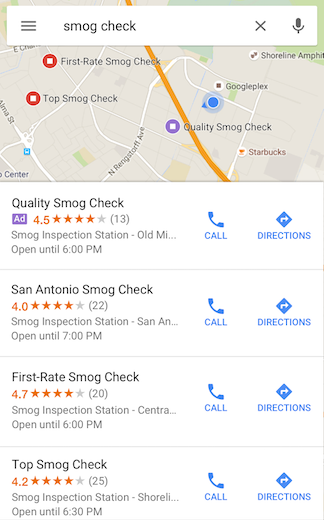 smog check
E Cha
Shoreline Amphit
First-Rate Smog Check
Googleplex
Top Smog Check
Quality Smog Check
N Rengstorff Ave
Starbucks
o Center
Quality Smog Check
Ad 4.5 (13)
Smog Inspection Station - Old Mi...
Open until 6:00 PM
CALL
DIRECTIONS
San Antonio Smog Check
4.0 (22)
Smog Inspection Station - San An...
Open until 7:00 PM
CALL
DIRECTIONS
First-Rate Smog Check
4.7 (20)
Smog Inspection Station - Centra...
Open until 6:00 PM
CALL
DIRECTIONS
Top Smog Check
4.2 (25)
Smog Inspection Station - Shoreli...
Open until 6:30 PM
CALL
DIRECTIONS